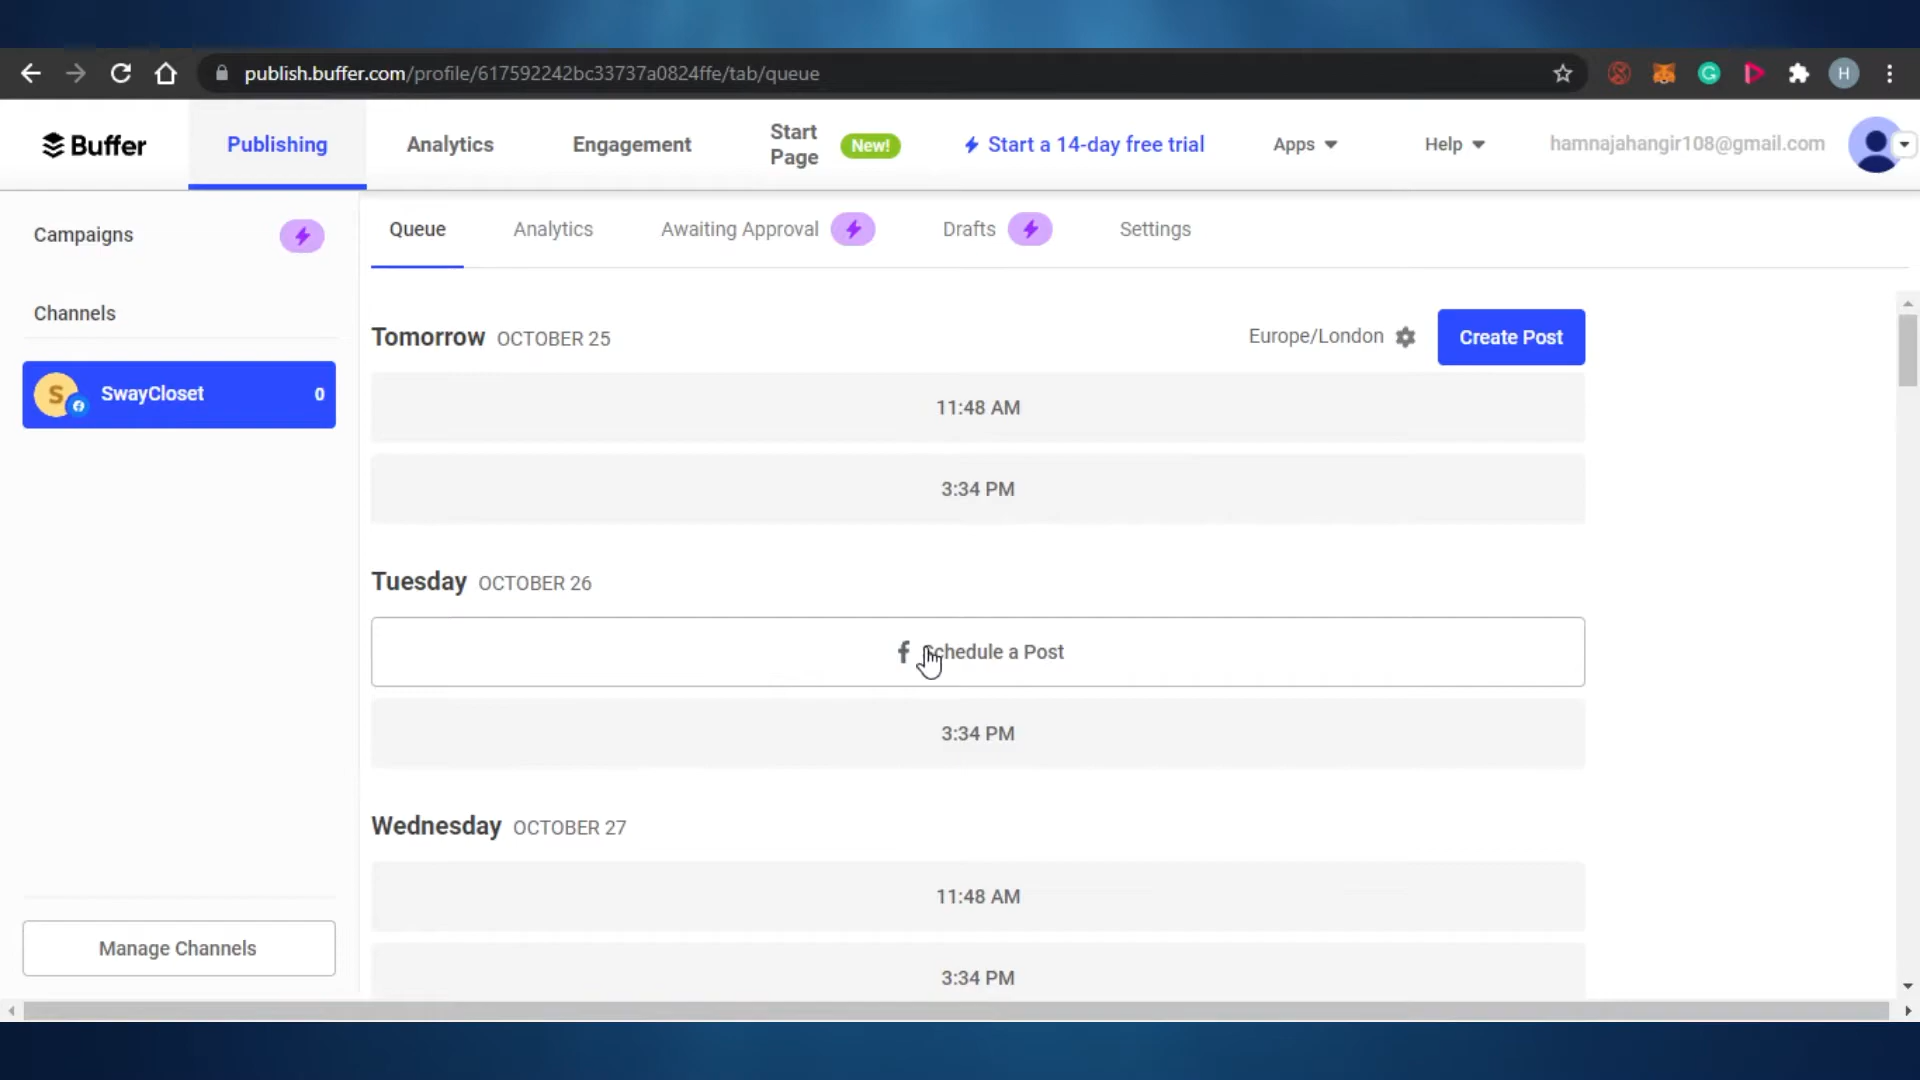 publish.buffer.com/profile/617592242bc33737a0824ffe/tab/queue
H
Buffer
Publishing
Analytics
Engagement
Start
Page
New!
Start a 14-day free trial
Apps
Help
hamnajahangir108@gmail.com
Campaigns
Channels
S
SwayCloset
0
Manage Channels
Queue
Analytics
Awaiting Approval
Drafts
Settings
Tomorrow OCTOBER 25
Europe/London
Create Post
11:48 AM
3:34 PM
Tuesday OCTOBER 26
Schedule a Post
3:34 PM
Wednesday OCTOBER 27
11:48 AM
3:34 PM